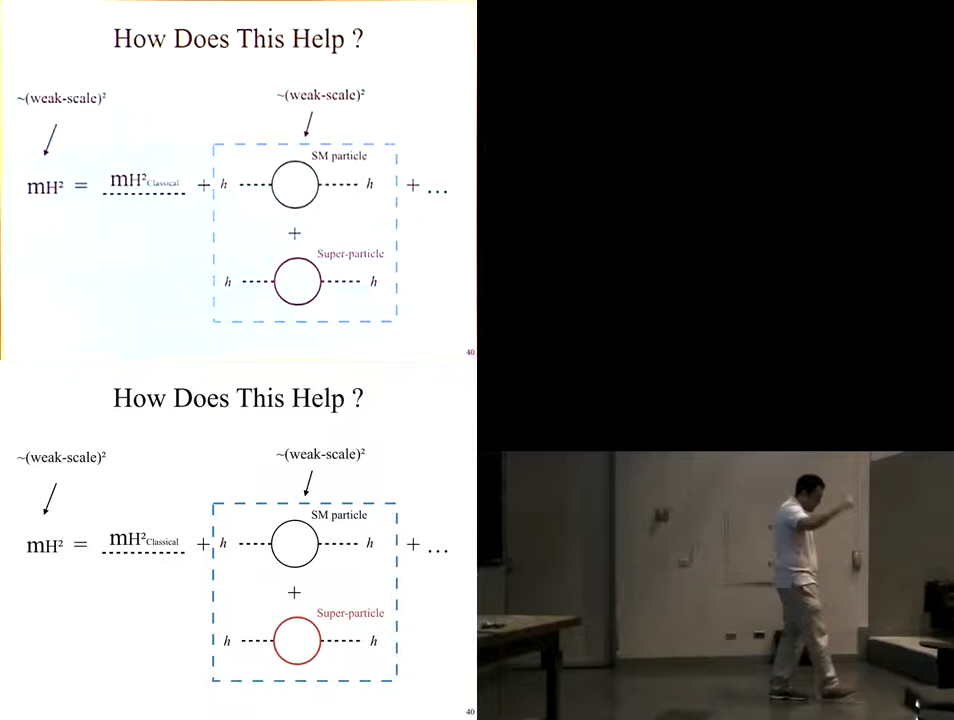 How Does This Help ?
~(weak-scale)²
~(weak-scale)²
SM particle
mH² = mH²Classical + h h + ...
+
Super-particle
h h
40
How Does This Help ?
~(weak-scale)²
~(weak-scale)²
SM particle
mH² = mH²Classical + h h + ...
+
Super-particle
h h
40